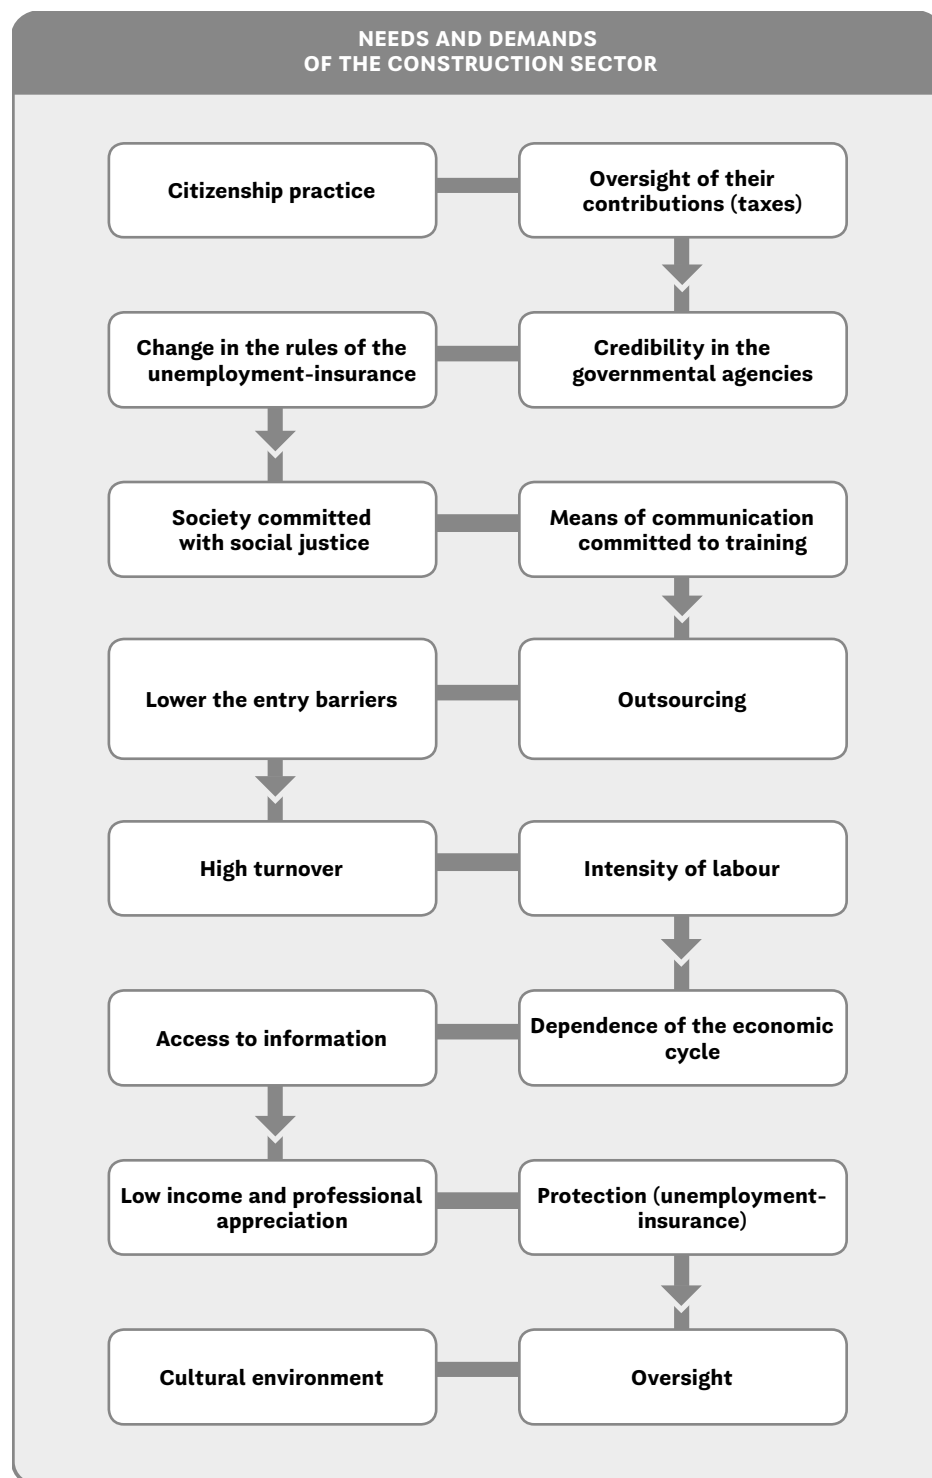 NEEDS AND DEMANDS
OF THE CONSTRUCTION SECTOR
Citizenship practice
Oversight of their
contributions (taxes)
Change in the rules of the
unemployment-insurance
Credibility in the
governmental agencies
Society committed
with social justice
Means of communication
committed to training
Lower the entry barriers
Outsourcing
High turnover
Intensity of labour
Access to information
Dependence of the economic
cycle
Low income and professional
appreciation
Protection (unemployment-
insurance)
Cultural environment
Oversight